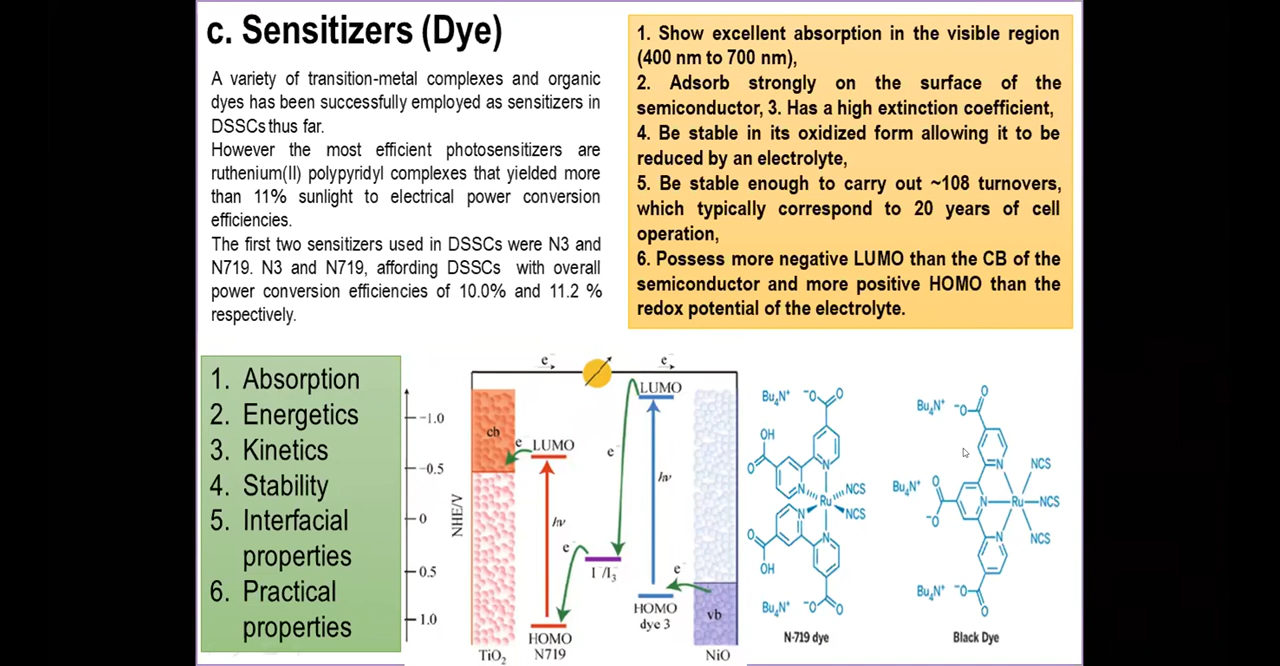 c. Sensitizers (Dye)
A variety of transition-metal complexes and organic
dyes has been successfully employed as sensitizers in
DSSCs thus far.
However the most efficient photosensitizers are
ruthenium(II) polypyridyl complexes that yielded more
than 11% sunlight to electrical power conversion
efficiencies.
The first two sensitizers used in DSSCs were N3 and
N719. N3 and N719, affording DSSCs with overall
power conversion efficiencies of 10.0% and 11.2 %
respectively.
1. Show excellent absorption in the visible region
(400 nm to 700 nm),
2. Adsorb strongly on the surface of the
semiconductor, 3. Has a high extinction coefficient,
4. Be stable in its oxidized form allowing it to be
reduced by an electrolyte,
5. Be stable enough to carry out ~108 turnovers,
which typically correspond to 20 years of cell
operation,
6. Possess more negative LUMO than the CB of the
semiconductor and more positive HOMO than the
redox potential of the electrolyte.
1. Absorption
2. Energetics
3. Kinetics
4. Stability
5. Interfacial
properties
6. Practical
properties
NHE/V
−1.0
−0.5
0
0.5
1.0
e⁻
e⁻
cb
e⁻
LUMO
hν
HOMO
N719
TiO₂
e⁻
I⁻/I₃⁻
e⁻
LUMO
hν
HOMO
dye 3
e⁻
vb
NiO
Bu₄N⁺
⁻O
O
OH
O
N
N
Ru
NCS
NCS
N
N
O
OH
Bu₄N⁺
⁻O
O
N-719 dye
Bu₄N⁺
⁻O
O
Bu₄N⁺
O
⁻O
N
N
N
Ru
NCS
NCS
NCS
Bu₄N⁺
⁻O
O
Black Dye